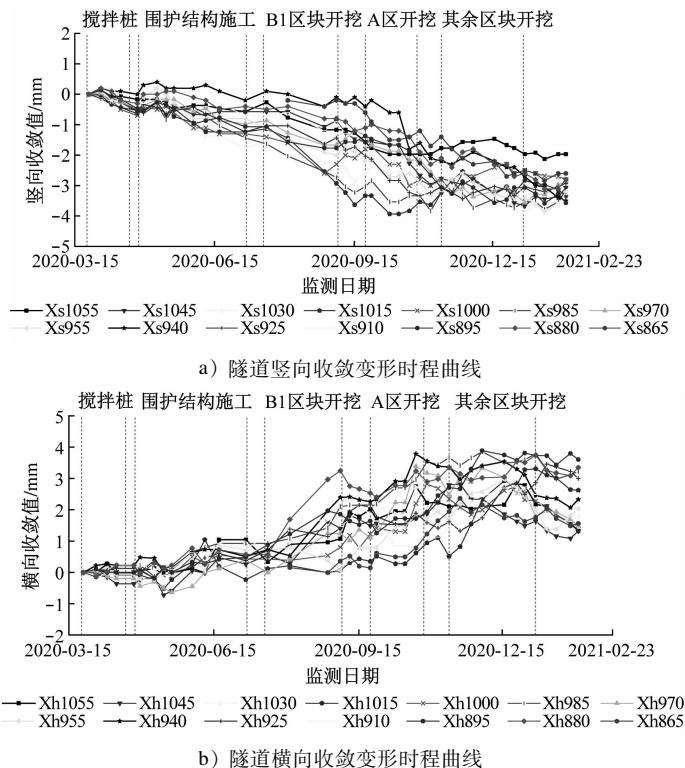 搅拌桩 围护结构施工 B1区块开挖 A区开挖 其余区块开挖
2
1
0
−1
−2
−3
−4
−5
竖向收敛值/mm
2020-03-15 2020-06-15 2020-09-15 2020-12-15 2021-02-23
监测日期
Xs1055 Xs1045 Xs1030 Xs1015 Xs1000 Xs985 Xs970
Xs955 Xs940 Xs925 Xs910 Xs895 Xs880 Xs865
a）隧道竖向收敛变形时程曲线
搅拌桩 围护结构施工 B1区块开挖 A区开挖 其余区块开挖
5
4
3
2
1
0
−1
−2
横向收敛值/mm
2020-03-15 2020-06-15 2020-09-15 2020-12-15 2021-02-23
监测日期
Xh1055 Xh1045 Xh1030 Xh1015 Xh1000 Xh985 Xh970
Xh955 Xh940 Xh925 Xh910 Xh895 Xh880 Xh865
b）隧道横向收敛变形时程曲线